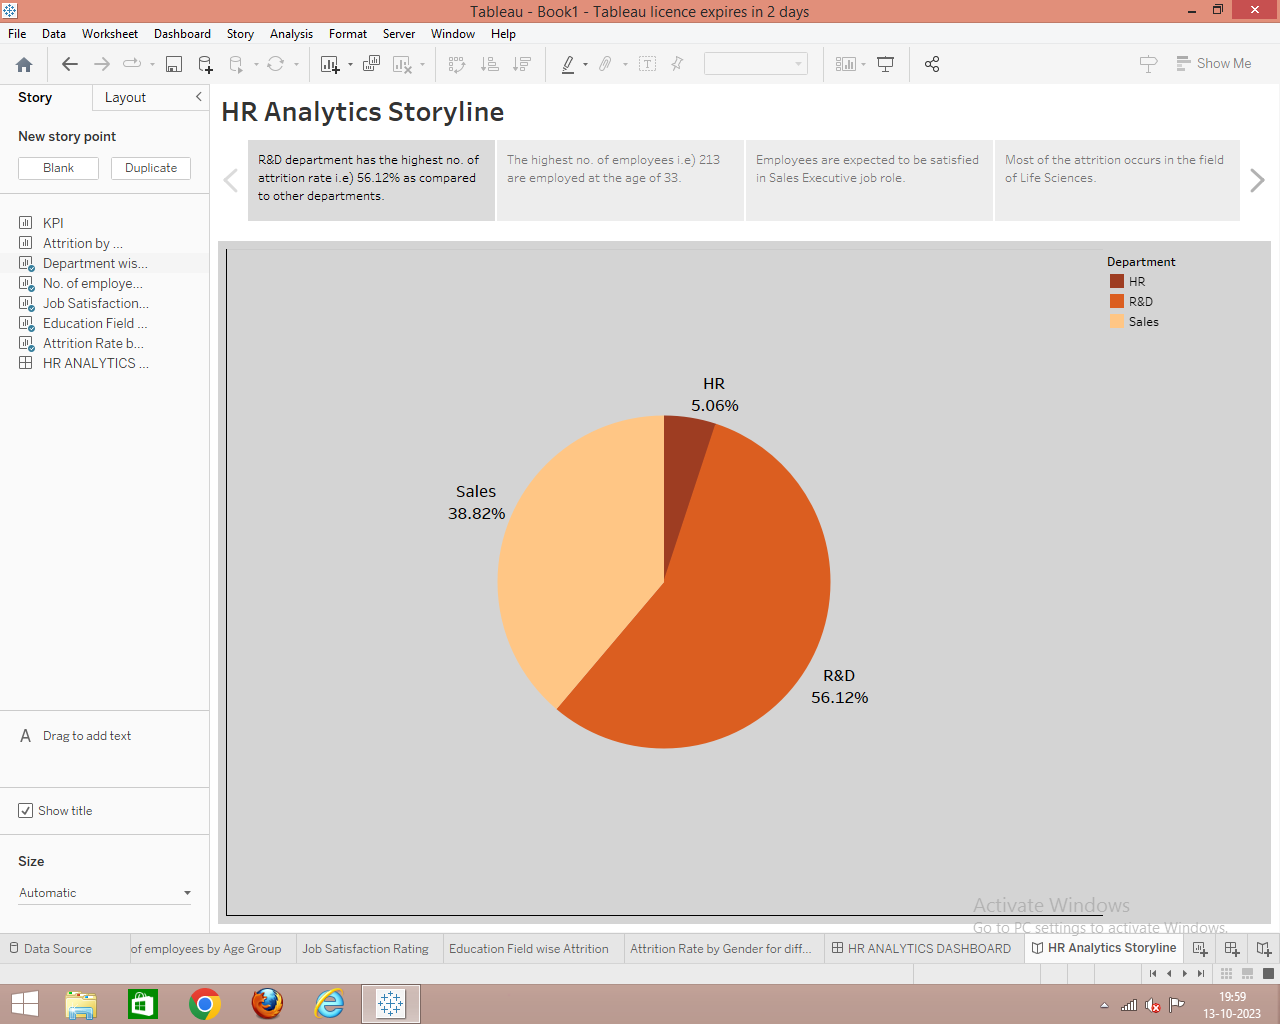 Tableau - Book1 - Tableau licence expires in 2 days
File Data Worksheet Dashboard Story Analysis Format Server Window Help
Show Me
Story Layout
New story point
Blank Duplicate
KPI
Attrition by ...
Department wis...
No. of employe...
Job Satisfaction...
Education Field ...
Attrition Rate b...
HR ANALYTICS ...
A Drag to add text
Show title
Size
Automatic
HR Analytics Storyline
R&D department has the highest no. of
attrition rate i.e) 56.12% as compared
to other departments.
The highest no. of employees i.e) 213
are employed at the age of 33.
Employees are expected to be satisfied
in Sales Executive job role.
Most of the attrition occurs in the field
of Life Sciences.
Department
HR
R&D
Sales
HR
5.06%
Sales
38.82%
R&D
56.12%
Activate Windows
Go to PC settings to activate Windows.
Data Source
of employees by Age Group
Job Satisfaction Rating
Education Field wise Attrition
Attrition Rate by Gender for diff...
HR ANALYTICS DASHBOARD
HR Analytics Storyline
19:59
13-10-2023